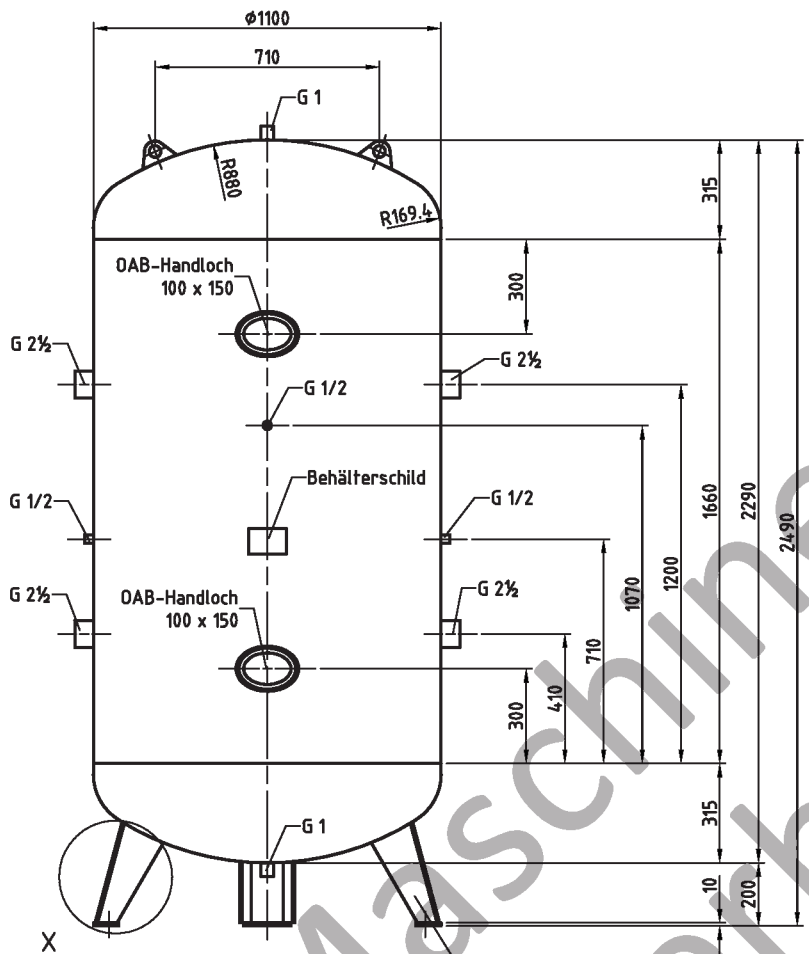 ø1100
710
G 1
R880
R169.4
315
OAB-Handloch
100 x 150
300
G 2½
G 2½
G 1/2
Behälterschild
G 1/2
G 1/2
1660
2290
2490
1200
1070
G 2½
OAB-Handloch
100 x 150
G 2½
710
410
300
G 1
315
10
200
X
Maschine